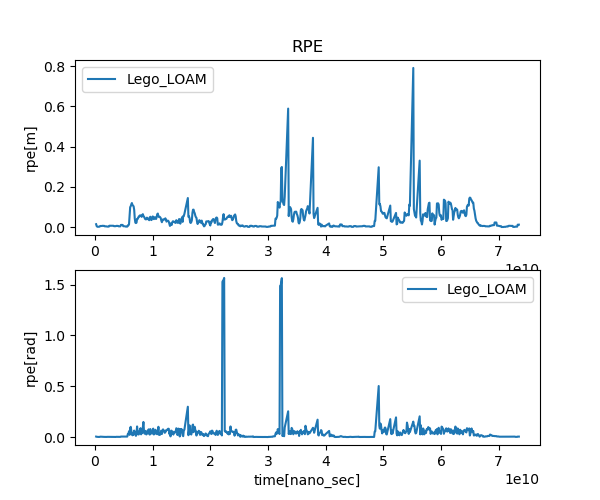 RPE
rpe[m]
0.8
0.6
0.4
0.2
0.0
Lego_LOAM
0 1 2 3 4 5 6 7
1e10
rpe[rad]
1.5
1.0
0.5
0.0
Lego_LOAM
0 1 2 3 4 5 6 7
1e10
time[nano_sec]